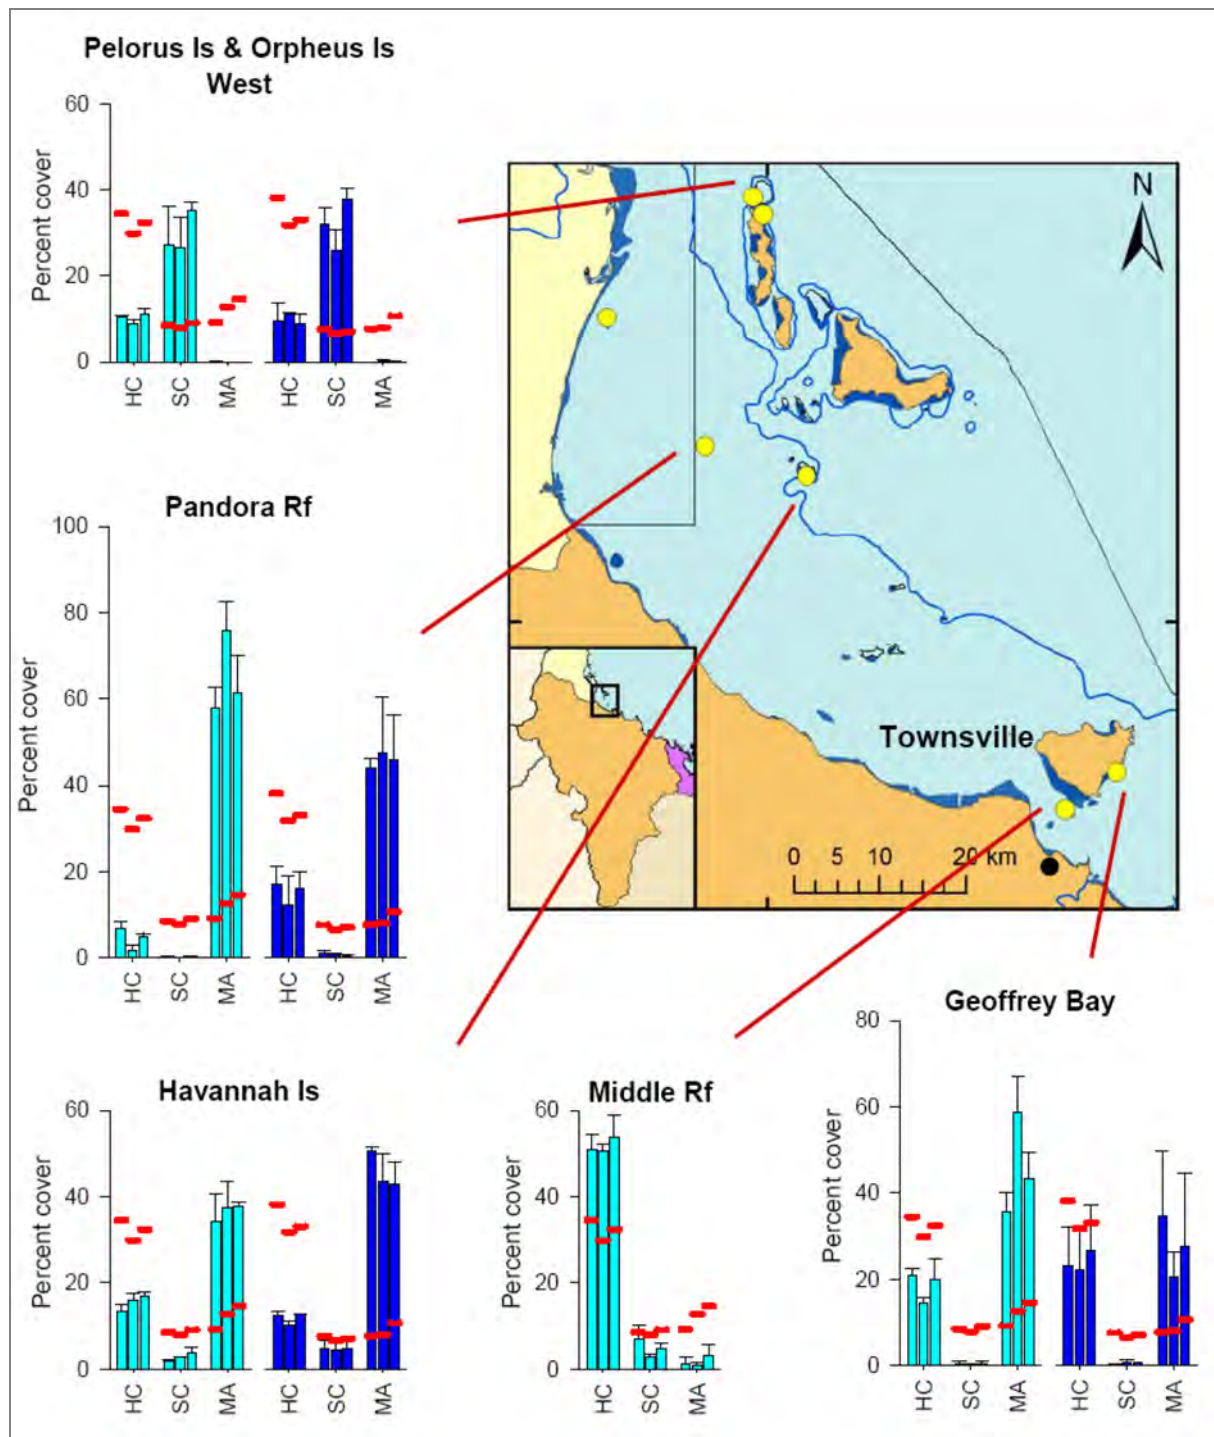 Pelorus Is & Orpheus Is
West
Percent cover
60
40
20
0
HC
SC
MA
HC
SC
MA
N
Pandora Rf
Percent cover
100
80
60
40
20
0
HC
SC
MA
HC
SC
MA
Townsville
0 5 10 20 km
Havannah Is
Percent cover
60
40
20
0
HC
SC
MA
HC
SC
MA
Middle Rf
Percent cover
60
40
20
0
HC
SC
MA
Geoffrey Bay
Percent cover
80
60
40
20
0
HC
SC
MA
HC
SC
MA